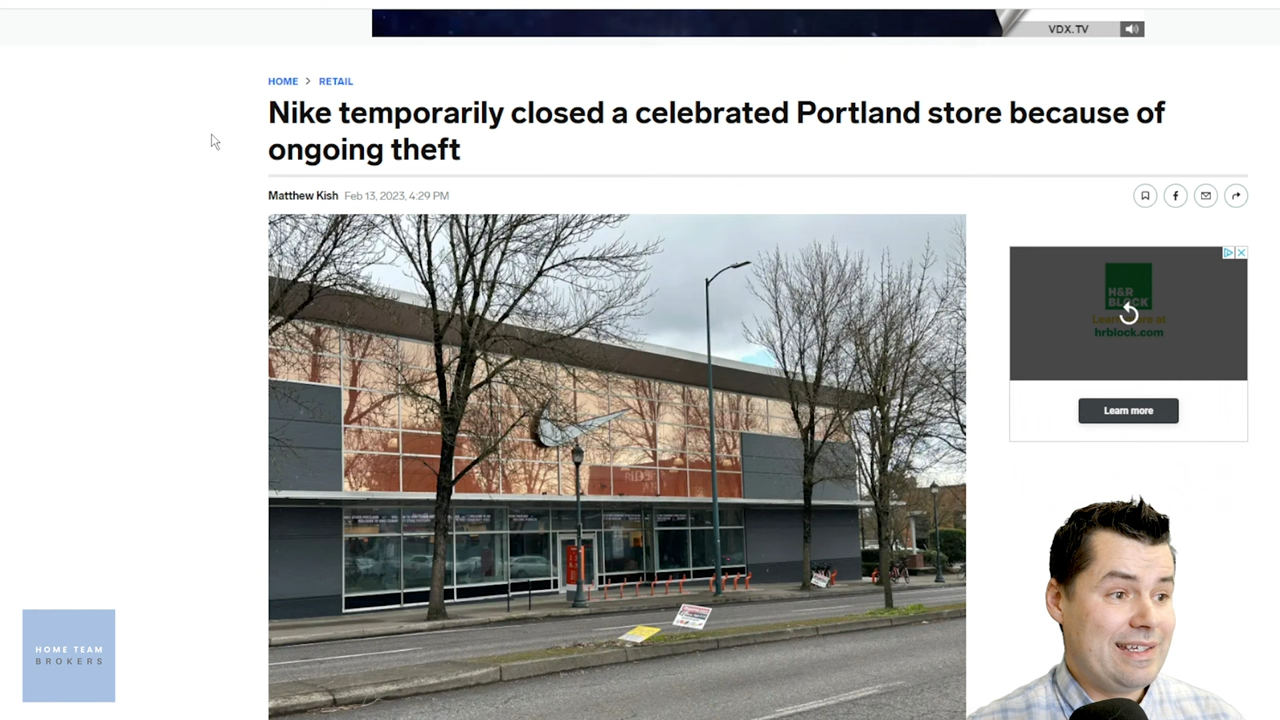 VDX.TV
HOME > RETAIL
Nike temporarily closed a celebrated Portland store because of
ongoing theft
Matthew Kish Feb 13, 2023, 4:29 PM
H&R
BLOCK
hrblock.com
Learn more
HOME TEAM
BROKERS